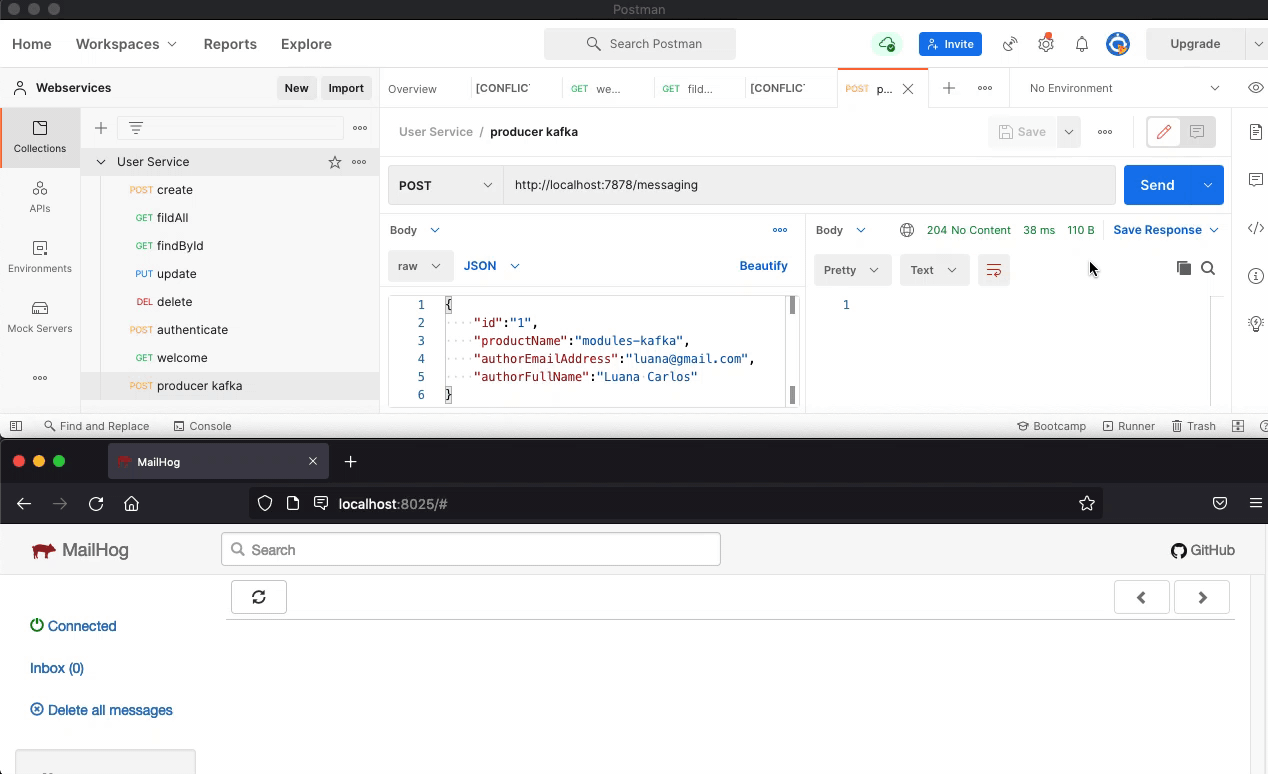 Postman
Home Workspaces Reports Explore Search Postman Invite Upgrade
Webservices New Import Overview [CONFLIC GET we... GET fild... [CONFLIC POST p... No Environment
Collections
APIs
Environments
Mock Servers
User Service
POST create
GET fildAll
GET findById
PUT update
DEL delete
POST authenticate
GET welcome
POST producer kafka
User Service / producer kafka Save
POST http://localhost:7878/messaging Send
Body
raw JSON Beautify
1 {
2 ····"id":"1",
3 ····"productName":"modules-kafka",
4 ····"authorEmailAddress":"luana@gmail.com",
5 ····"authorFullName":"Luana·Carlos"
6 }
Body 204 No Content 38 ms 110 B Save Response
Pretty Text
1
Find and Replace Console Bootcamp Runner Trash
MailHog
localhost:8025/#
MailHog Search GitHub
Connected
Inbox (0)
Delete all messages